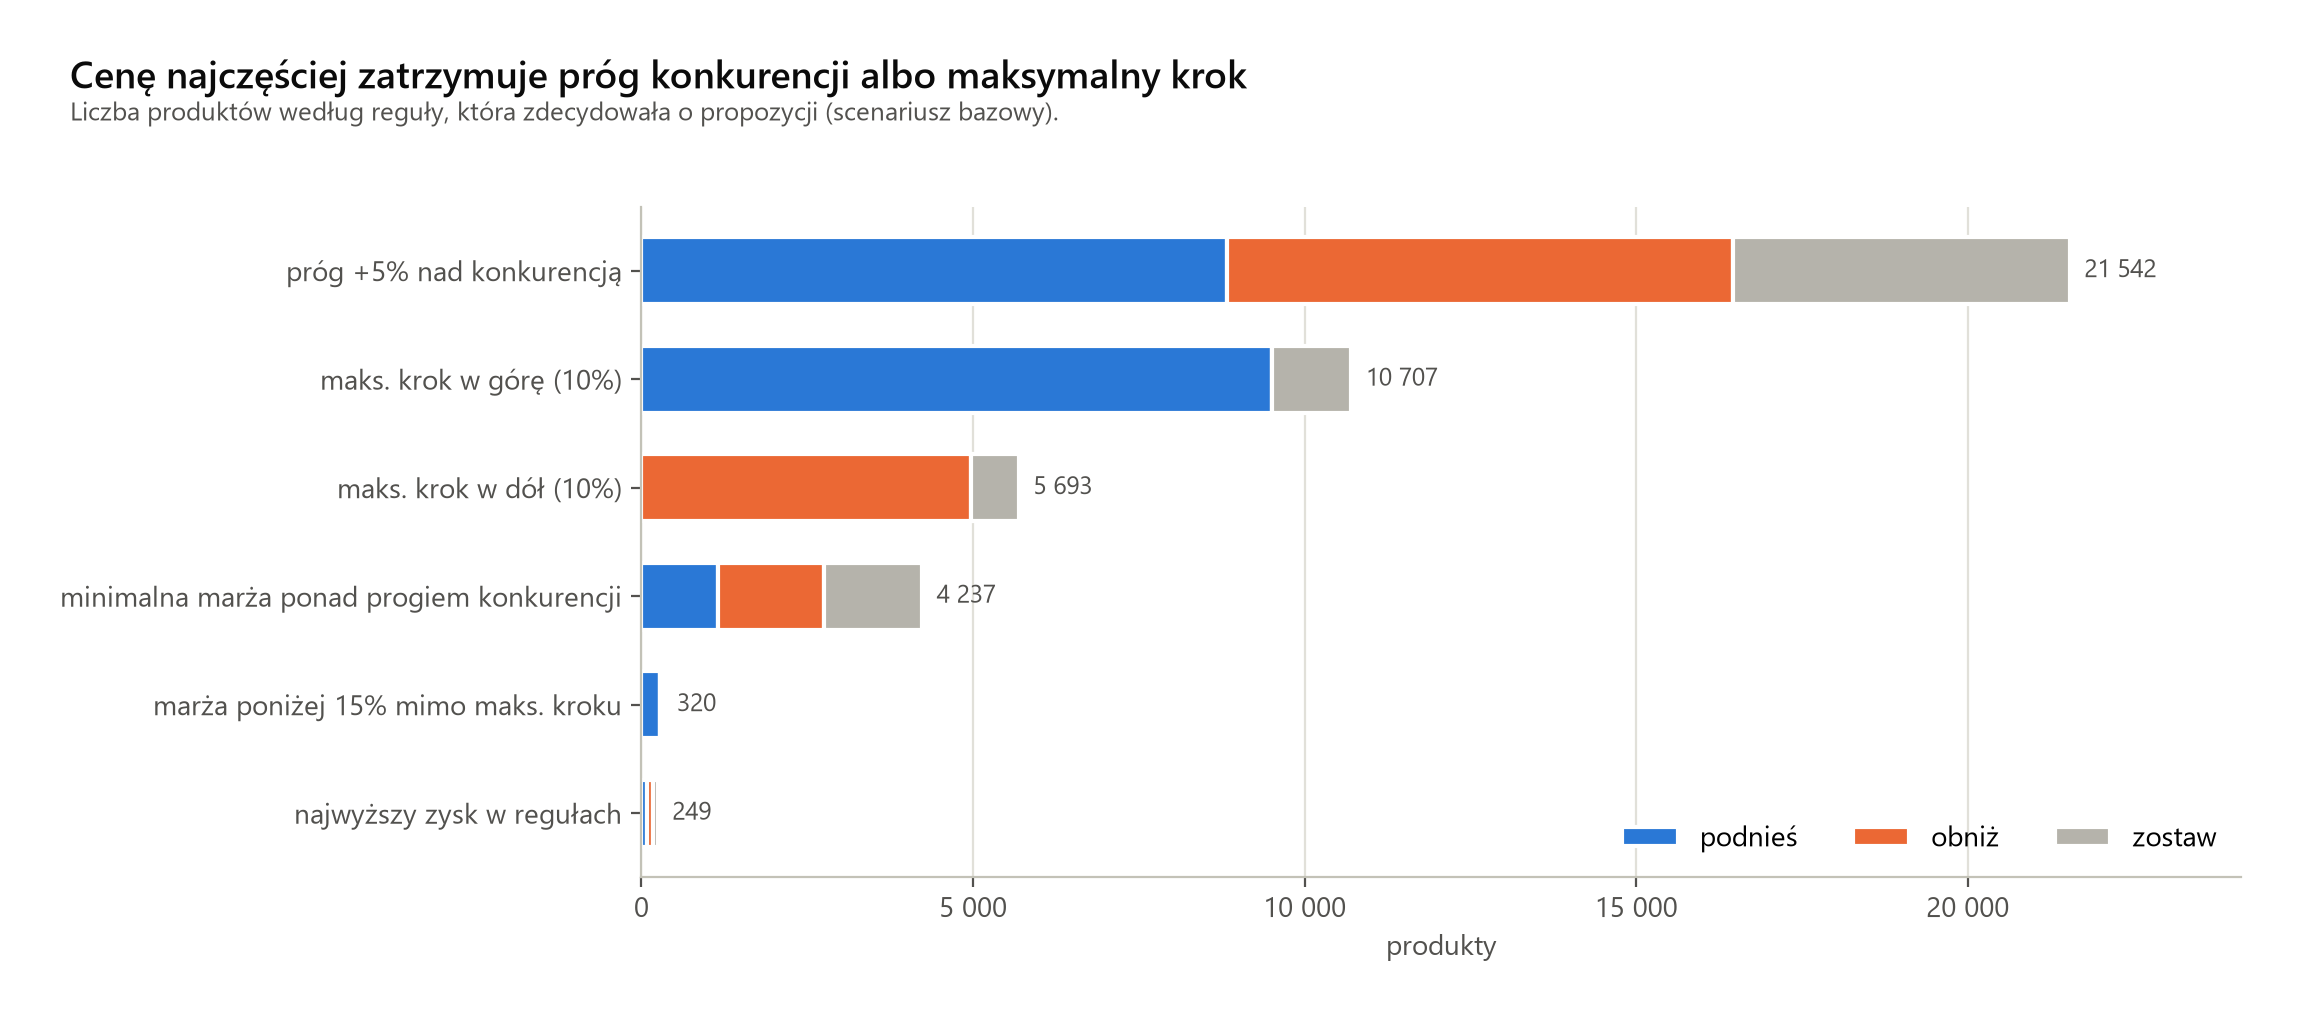 Cenę najczęściej zatrzymuje próg konkurencji albo maksymalny krok
Liczba produktów według reguły, która zdecydowała o propozycji (scenariusz bazowy).
próg +5% nad konkurencją
21 542
maks. krok w górę (10%)
10 707
maks. krok w dół (10%)
5 693
minimalna marża ponad progiem konkurencji
4 237
marża poniżej 15% mimo maks. kroku
320
najwyższy zysk w regułach
249
podnieś
obniż
zostaw
0
5 000
10 000
15 000
20 000
produkty